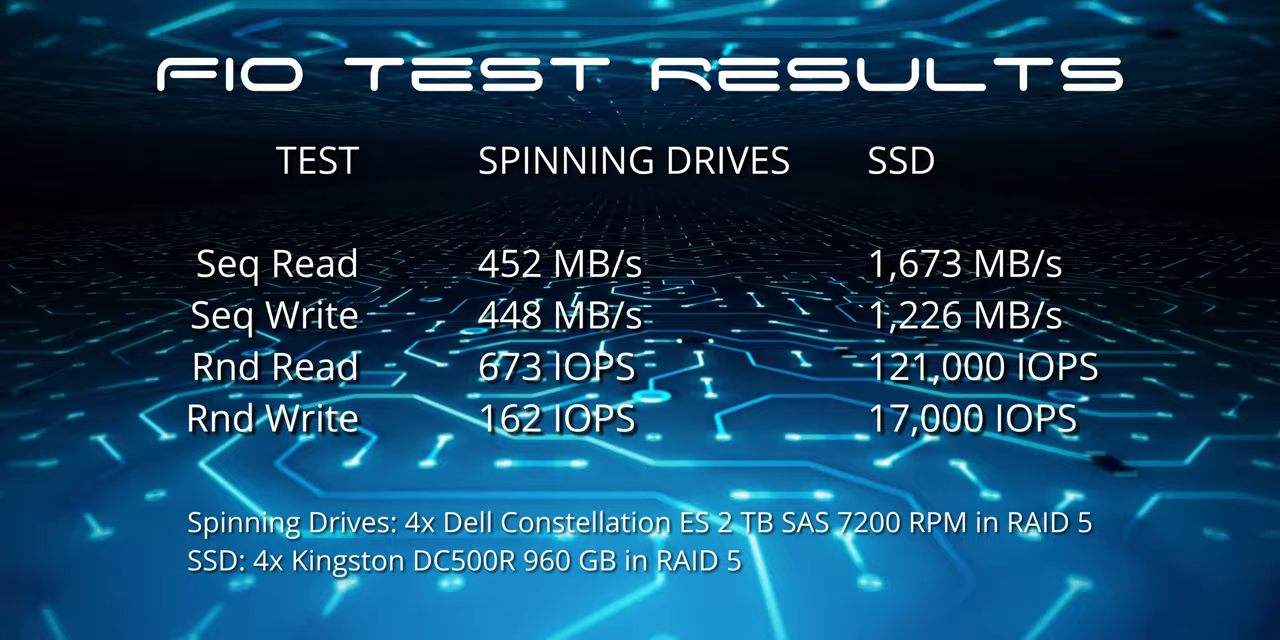 FIO TEST RESULTS
TEST SPINNING DRIVES SSD
Seq Read 452 MB/s 1,673 MB/s
Seq Write 448 MB/s 1,226 MB/s
Rnd Read 673 IOPS 121,000 IOPS
Rnd Write 162 IOPS 17,000 IOPS
Spinning Drives: 4x Dell Constellation ES 2 TB SAS 7200 RPM in RAID 5
SSD: 4x Kingston DC500R 960 GB in RAID 5